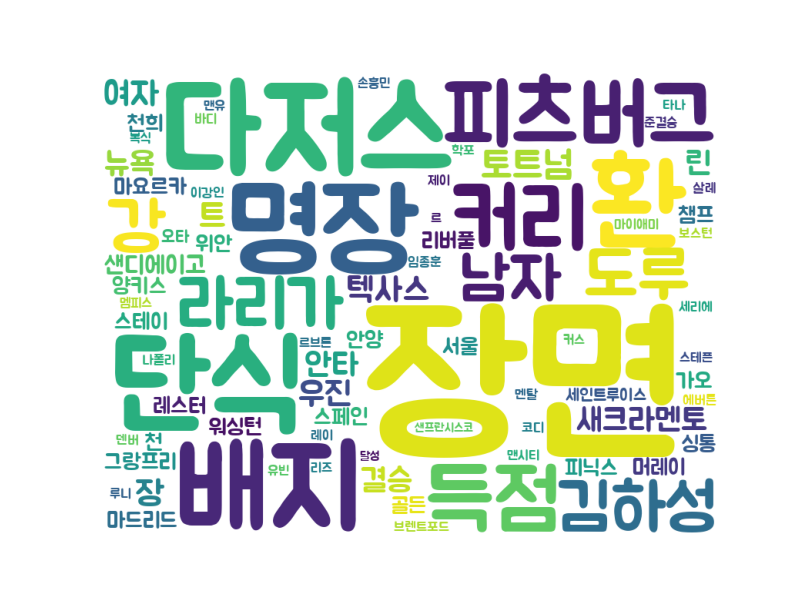 손흥민
여자
맨유
다저스
피츠버그
타나
천희
바디
준결승
복식
학포
뉴욕
토트넘
환
린
마요르카
이강인
명장
제이
커리
살레
강
트
르
마이애미
챔프
오타
위안
리버풀
보스턴
샌디에이고
임종훈
남자
도루
양키스
라리가
텍사스
엠피스
세리에
스테이
장면
단식
르브론
안양
서울
커스
나폴리
안타
스테픈
우진
가오
레스터
멘탈
세인트루이스
에버튼
스페인
새크라멘토
워싱턴
샌프란시스코
코디
덴버
천
레이
싱통
그랑프리
배지
달성
맨시티
유빈
리즈
결승
피닉스
머레이
루니
장
골든
득점
김하성
마드리드
브렌트포드